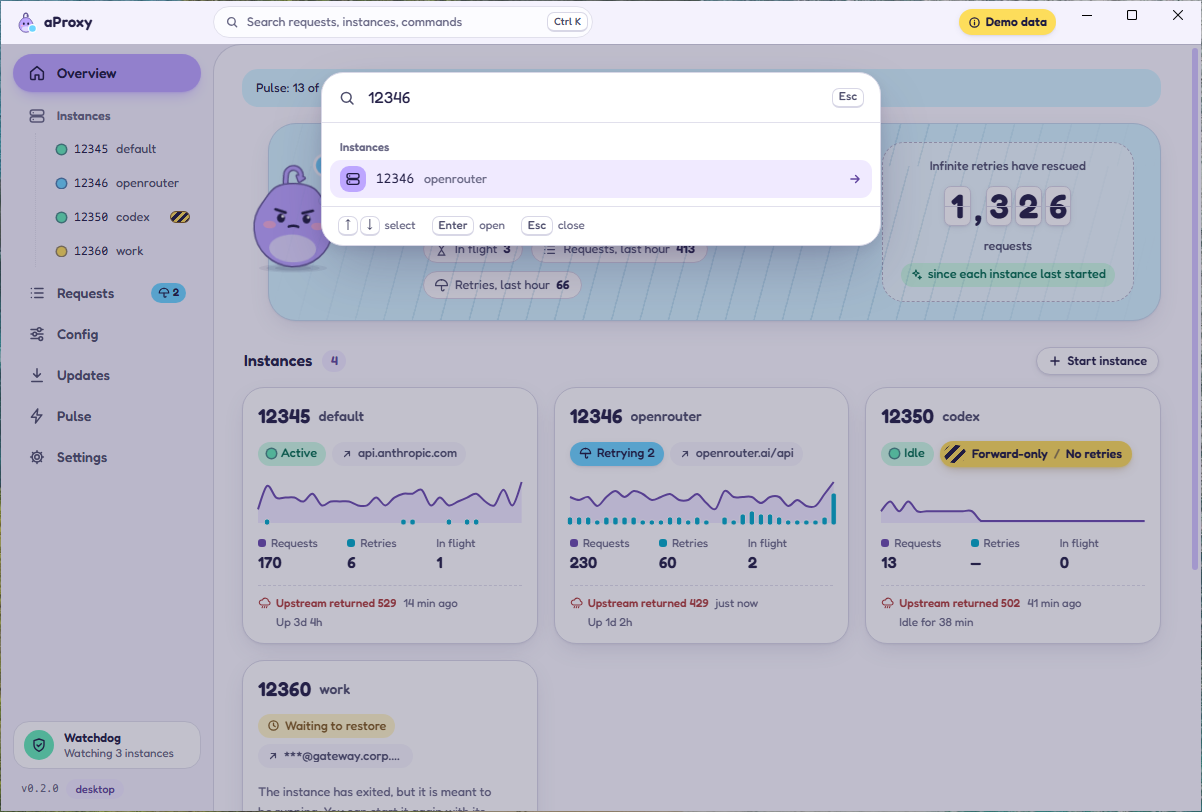 aProxy
Search requests, instances, commands
Ctrl K
Demo data
Overview
Instances
12345 default
12346 openrouter
12350 codex
12360 work
Requests
2
Config
Updates
Pulse
Settings
Watchdog
Watching 3 instances
v0.2.0 desktop
Pulse: 13 of
12346
Esc
Instances
12346 openrouter
↑ ↓ select Enter open Esc close
In flight 3
Requests, last hour 413
Retries, last hour 66
Infinite retries have rescued
1,326
requests
since each instance last started
Instances 4
+ Start instance
12345 default
Active
api.anthropic.com
Requests Retries In flight
170 6 1
Upstream returned 529 14 min ago
Up 3d 4h
12346 openrouter
Retrying 2
openrouter.ai/api
Requests Retries In flight
230 60 2
Upstream returned 429 just now
Up 1d 2h
12350 codex
Idle
Forward-only / No retries
Requests Retries In flight
13 – 0
Upstream returned 502 41 min ago
Idle for 38 min
12360 work
Waiting to restore
***@gateway.corp....
The instance has exited, but it is meant to